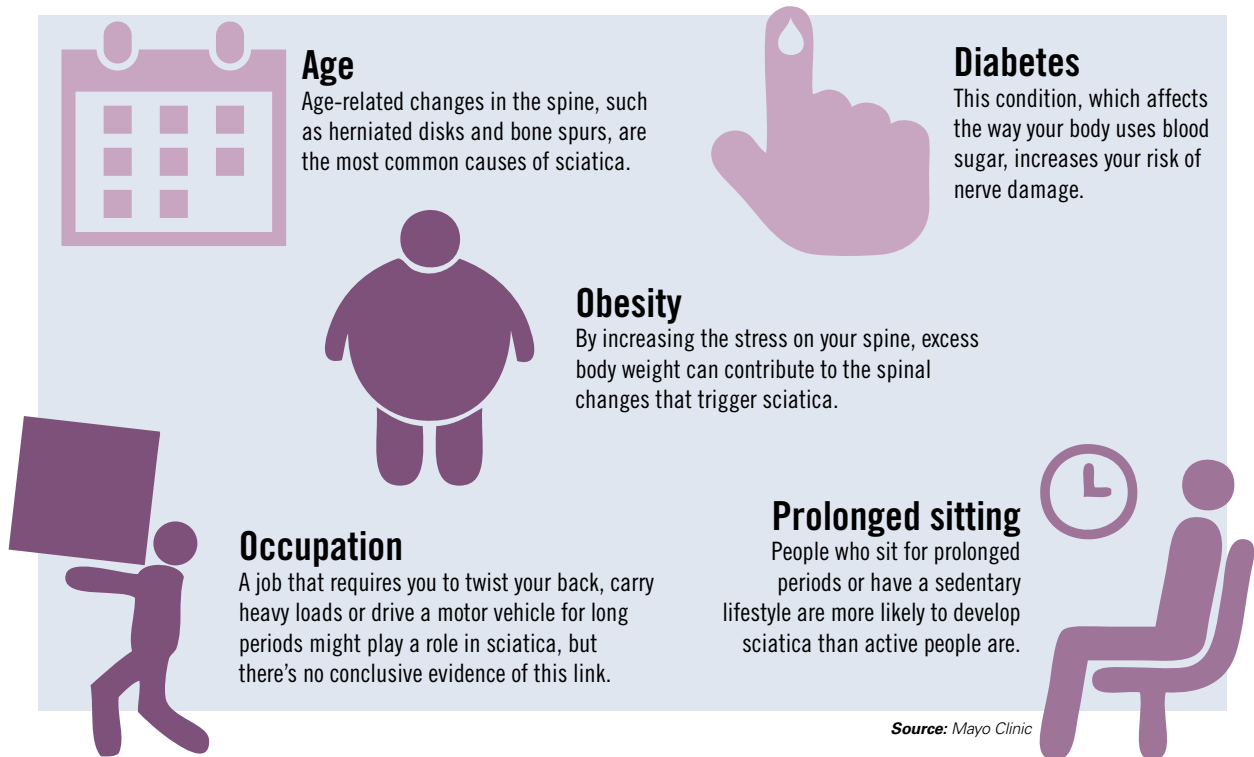 Age
Age-related changes in the spine, such
as herniated disks and bone spurs, are
the most common causes of sciatica.
Diabetes
This condition, which affects
the way your body uses blood
sugar, increases your risk of
nerve damage.
Obesity
By increasing the stress on your spine, excess
body weight can contribute to the spinal
changes that trigger sciatica.
Occupation
A job that requires you to twist your back, carry
heavy loads or drive a motor vehicle for long
periods might play a role in sciatica, but
there’s no conclusive evidence of this link.
Prolonged sitting
People who sit for prolonged
periods or have a sedentary
lifestyle are more likely to develop
sciatica than active people are.
Source: Mayo Clinic